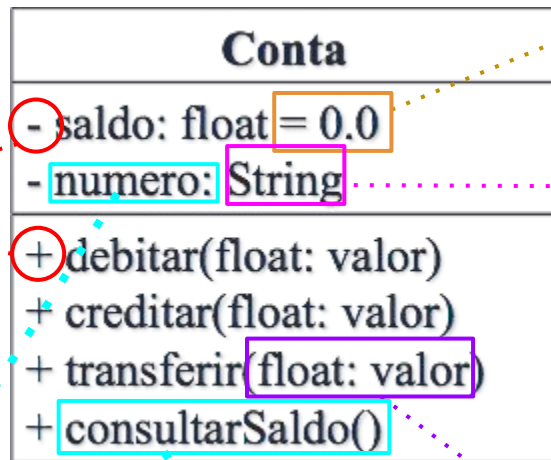 Conta
- saldo: float = 0.0
- numero: String
+ debitar(float: valor)
+ creditar(float: valor)
+ transferir(float: valor)
+ consultarSaldo()